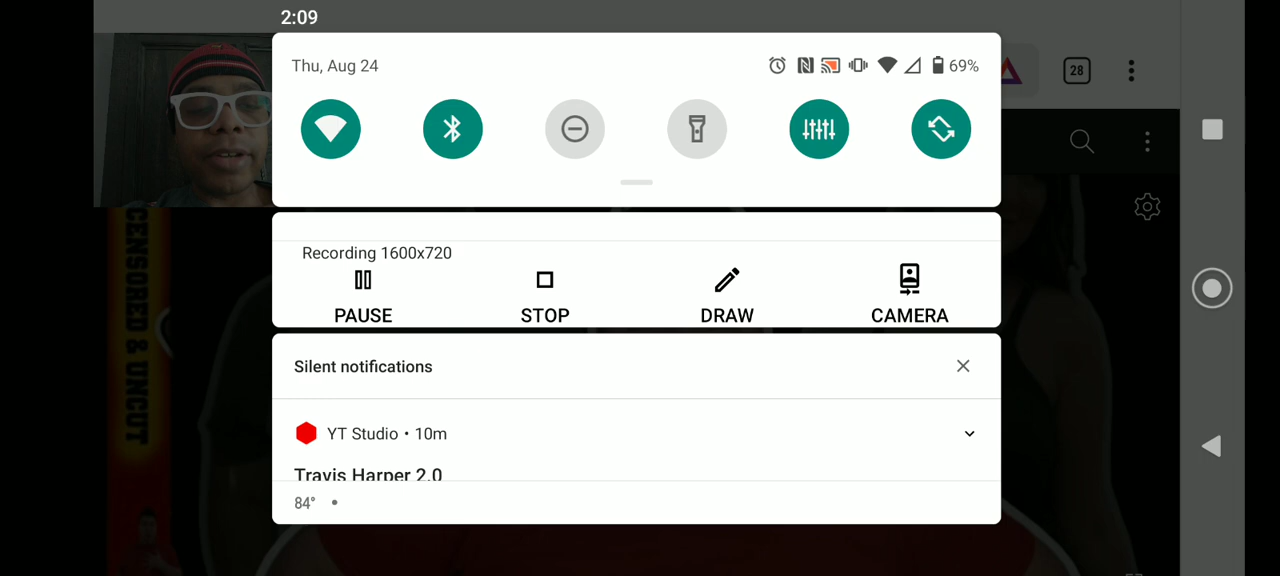 2:09
Thu, Aug 24
69%
28
Recording 1600x720
PAUSE
STOP
DRAW
CAMERA
Silent notifications
YT Studio • 10m
Travis Harper 2.0
84° •
CENSORED & UNCUT